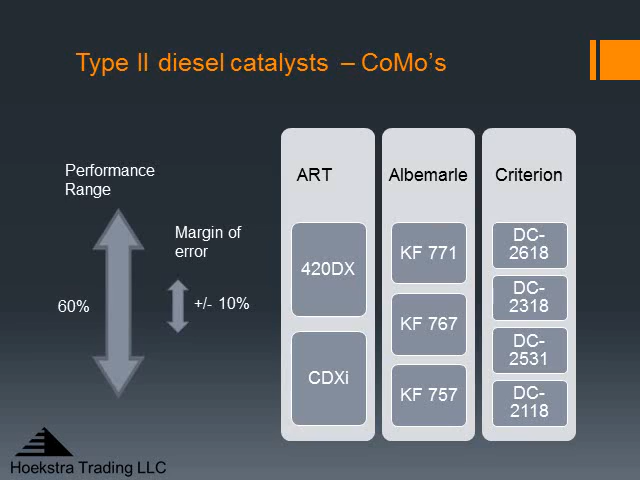 Type II diesel catalysts – CoMo's
Performance
Range
Margin of
error
60%
+/- 10%
ART
420DX
CDXi
Albemarle
KF 771
KF 767
KF 757
Criterion
DC-
2618
DC-
2318
DC-
2531
DC-
2118
Hoekstra Trading LLC